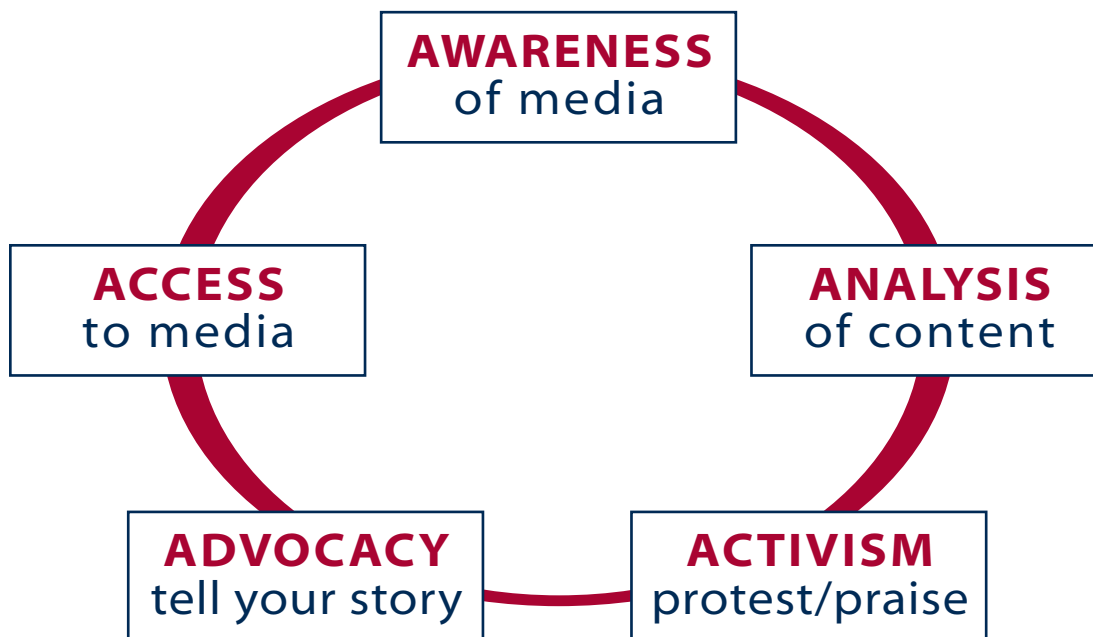 AWARENESS
of media
ACCESS
to media
ANALYSIS
of content
ADVOCACY
tell your story
ACTIVISM
protest/praise